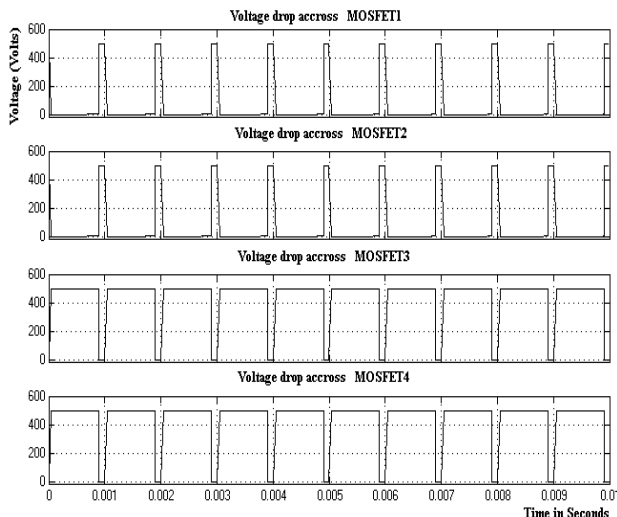 Voltage drop accross MOSFET1
Voltage (Volts)
600
400
200
0
Voltage drop accross MOSFET2
600
400
200
0
Voltage drop accross MOSFET3
600
400
200
0
Voltage drop accross MOSFET4
600
400
200
0
0 0.001 0.002 0.003 0.004 0.005 0.006 0.007 0.008 0.009 0.0
Time in Seconds